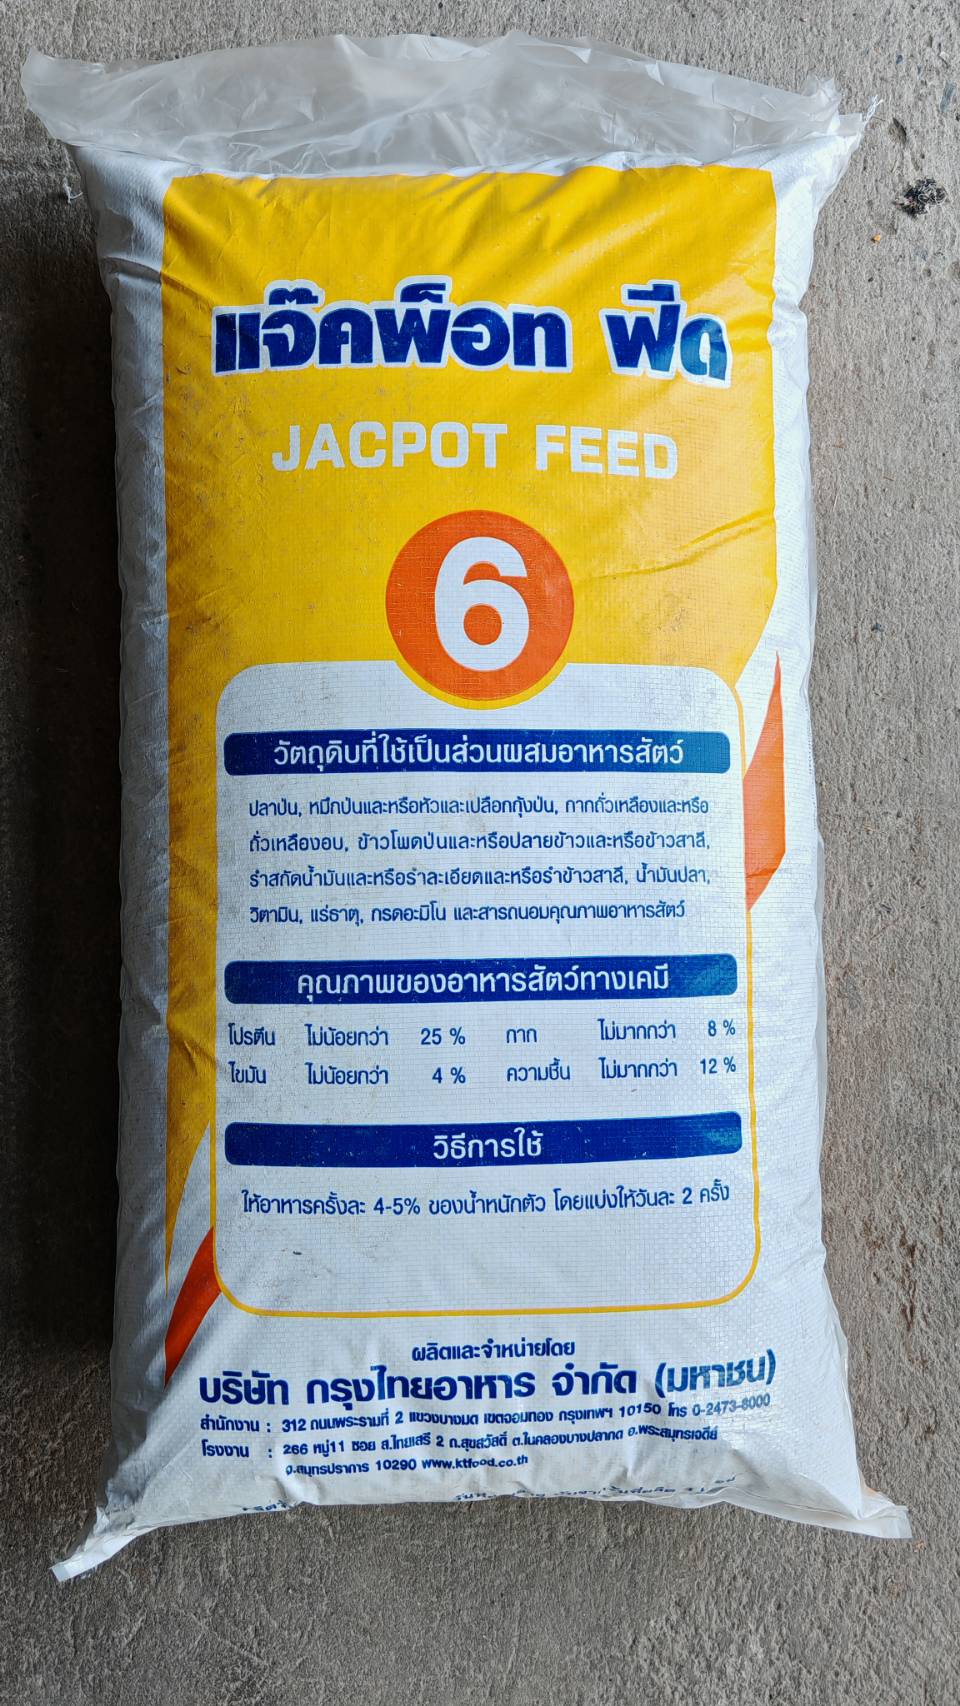 แจ๊คพ็อท ฟีด
JACPOT FEED
6
วัตถุดิบที่ใช้เป็นส่วนผสมอาหารสัตว์
ปลาป่น, หมึกป่นและหรือหัวและเปลือกกุ้งป่น, กากถั่วเหลืองและหรือ
ถั่วเหลืองอบ, ข้าวโพดป่นและหรือปลายข้าวและหรือข้าวสาลี,
รำสกัดน้ำมันและหรือรำละเอียดและหรือรำข้าวสาลี, น้ำมันปลา,
วิตามิน, แร่ธาตุ, กรดอะมิโน และสารถนอมคุณภาพอาหารสัตว์
คุณภาพของอาหารสัตว์ทางเคมี
โปรตีน ไม่น้อยกว่า 25 % กาก ไม่มากกว่า 8 %
ไขมัน ไม่น้อยกว่า 4 % ความชื้น ไม่มากกว่า 12 %
วิธีการใช้
ให้อาหารครั้งละ 4-5% ของน้ำหนักตัว โดยแบ่งให้วันละ 2 ครั้ง
ผลิตและจำหน่ายโดย
บริษัท กรุงไทยอาหาร จำกัด (มหาชน)
สำนักงาน : 312 ถนนพระรามที่ 2 แขวงบางมด เขตจอมทอง กรุงเทพฯ 10150 โทร 0-2473-8000
โรงงาน : 266 หมู่11 ซอย ส.ไทยเสรี 2 ถ.สุขสวัสดิ์ ต.ในคลองบางปลากด อ.พระสมุทรเจดีย์
จ.สมุทรปราการ 10290 www.ktfood.co.th